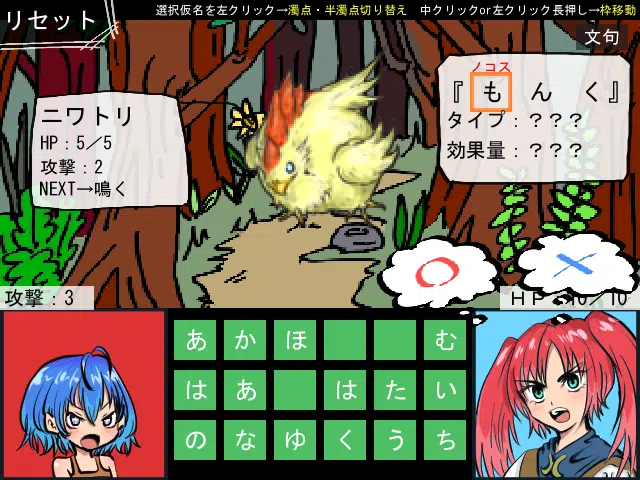 リセット
選択仮名を左クリック→濁点・半濁点切り替え　中クリックor左クリック長押し→枠移動
文句
ノコス
『もんく』
タイプ：？？？
効果量：？？？
ニワトリ
HP：5／5
攻撃：2
NEXT→鳴く
攻撃：3
HP：10／10
あ か ほ む
は あ は た い
の な ゆ く う ち